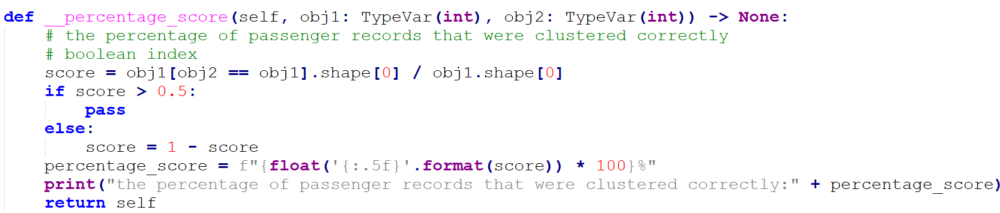 def __percentage_score(self, obj1: TypeVar(int), obj2: TypeVar(int)) -> None:
    # the percentage of passenger records that were clustered correctly
    # boolean index
    score = obj1[obj2 == obj1].shape[0] / obj1.shape[0]
    if score > 0.5:
        pass
    else:
        score = 1 - score
    percentage_score = f"{float('{:.5f}'.format(score)) * 100}%"
    print("the percentage of passenger records that were clustered correctly:" + percentage_score)
    return self